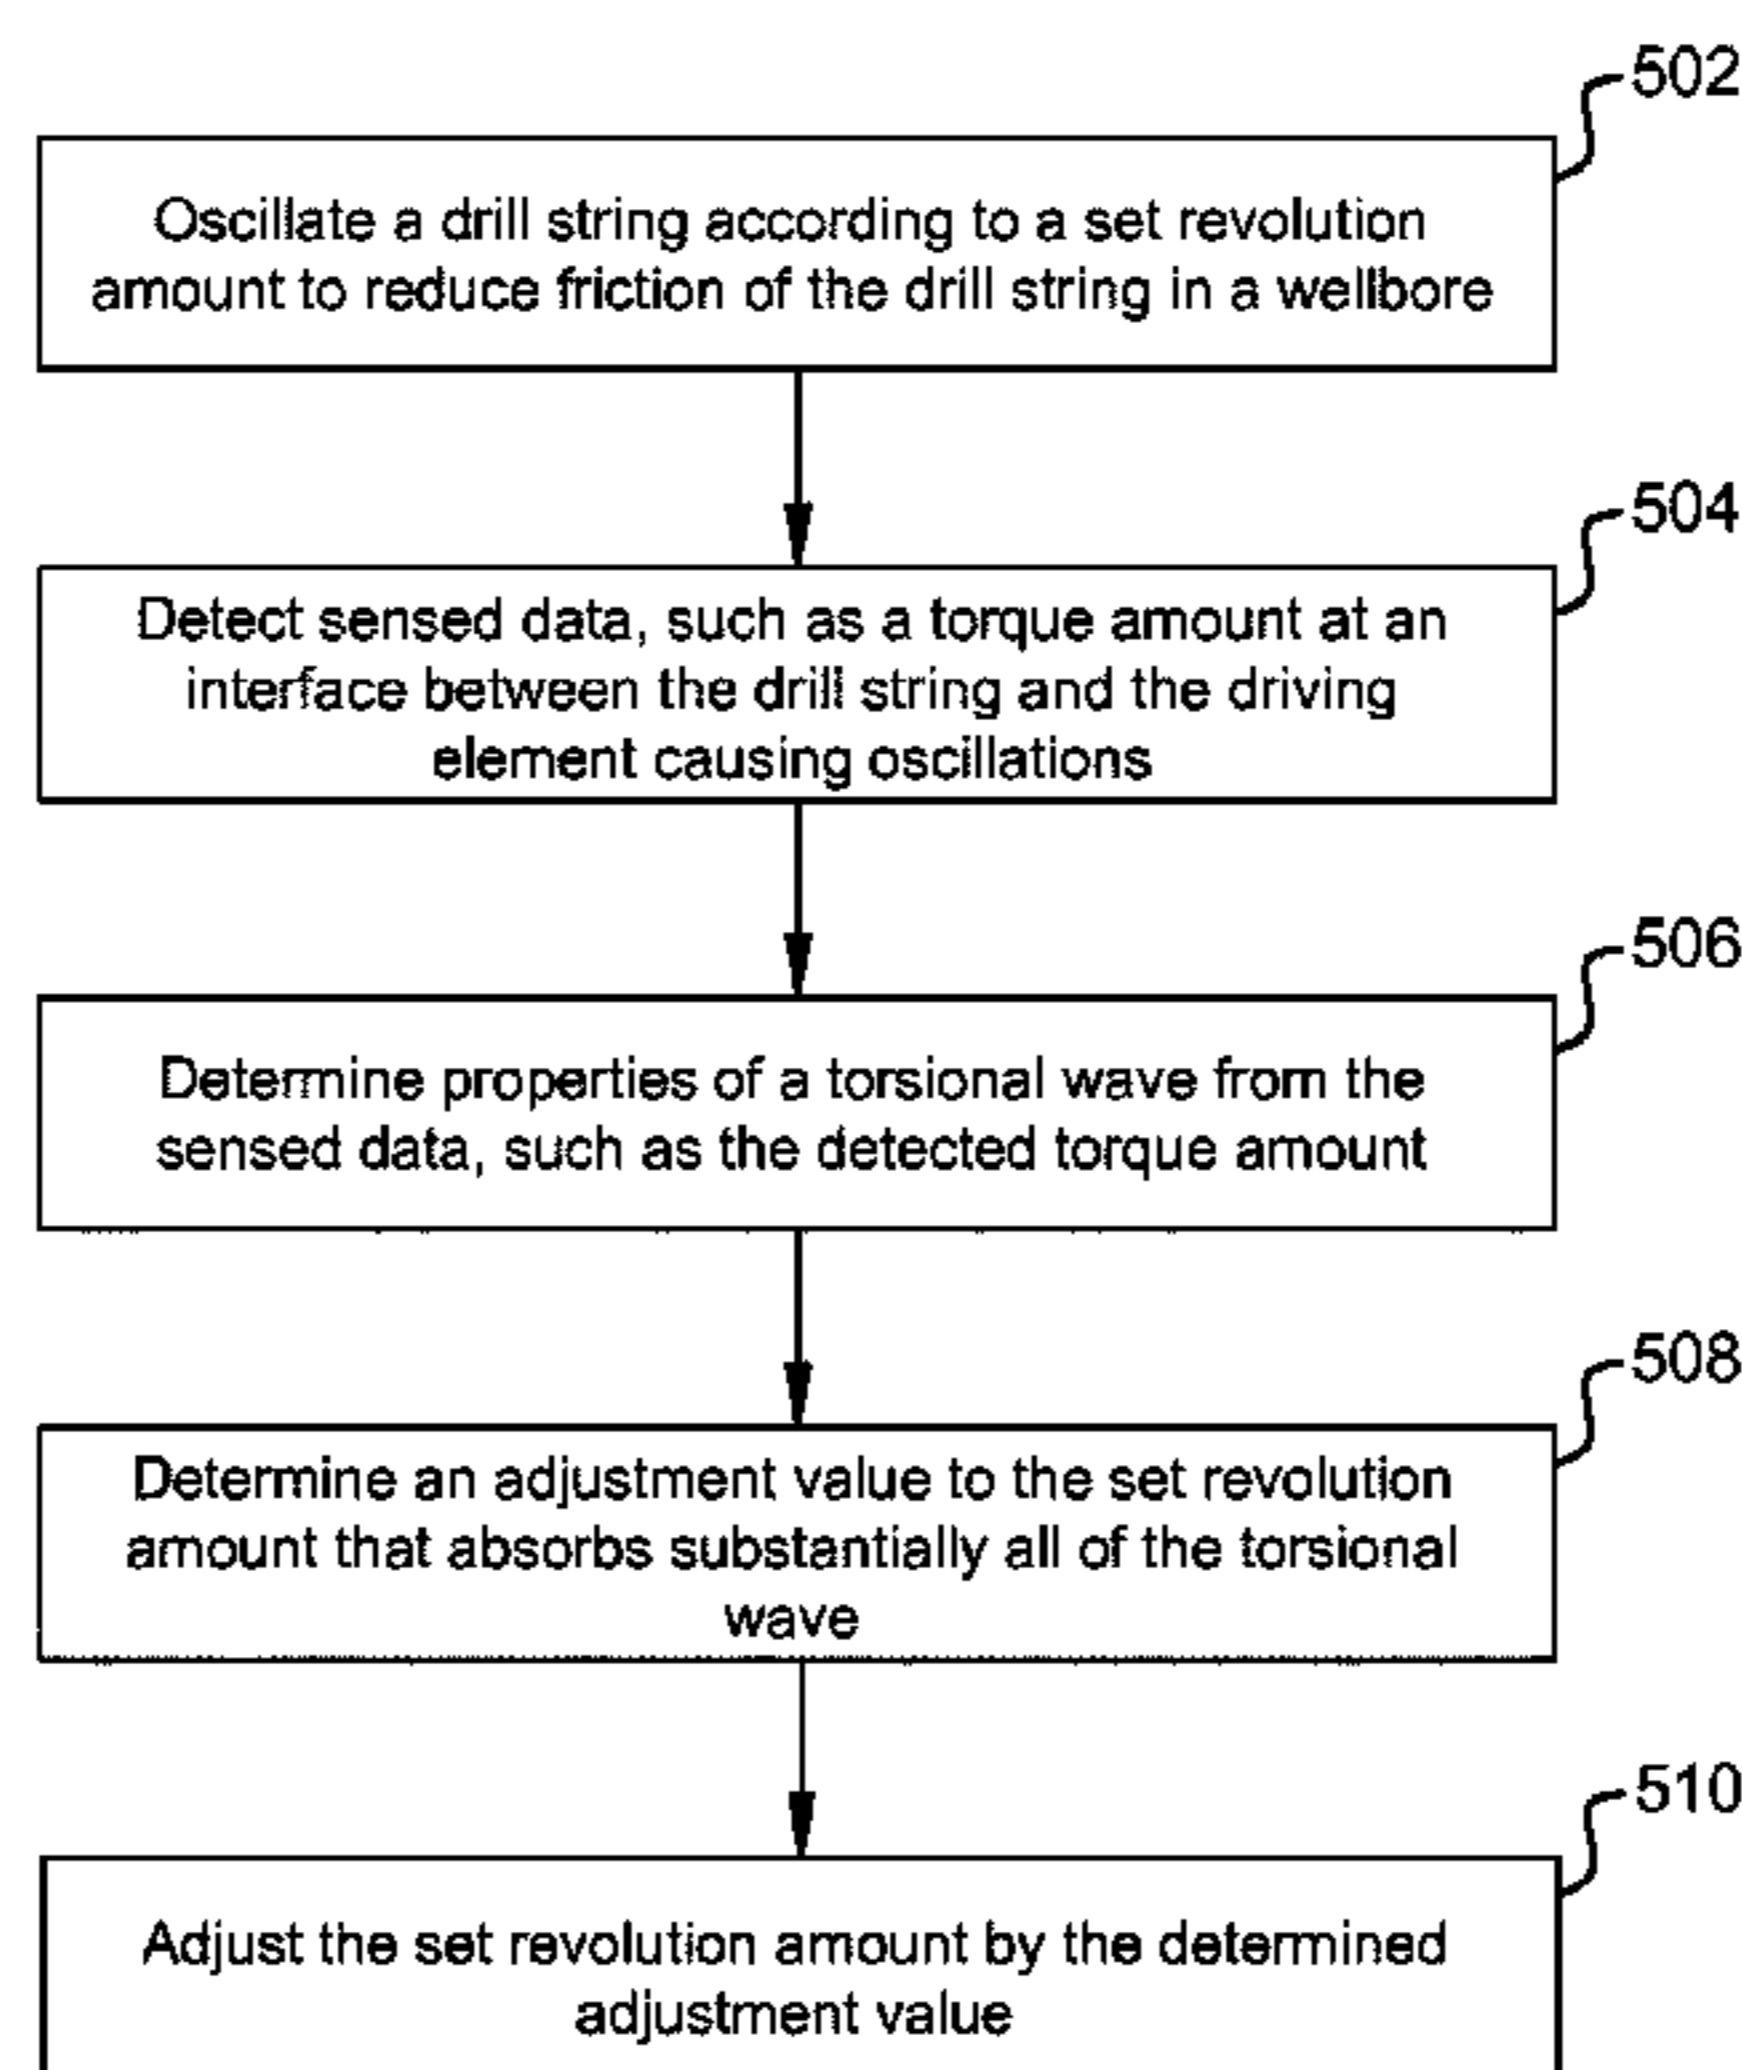 502
Oscillate a drill string according to a set revolution
amount to reduce friction of the drill string in a wellbore
504
Detect sensed data, such as a torque amount at an
interface between the drill string and the driving
element causing oscillations
506
Determine properties of a torsional wave from the
sensed data, such as the detected torque amount
508
Determine an adjustment value to the set revolution
amount that absorbs substantially all of the torsional
wave
510
Adjust the set revolution amount by the determined
adjustment value